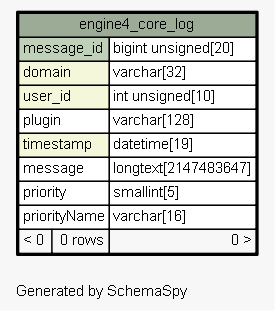 engine4_core_log
message_id bigint unsigned[20]
domain varchar[32]
user_id int unsigned[10]
plugin varchar[128]
timestamp datetime[19]
message longtext[2147483647]
priority smallint[5]
priorityName varchar[16]
< 0 0 rows 0 >
Generated by SchemaSpy